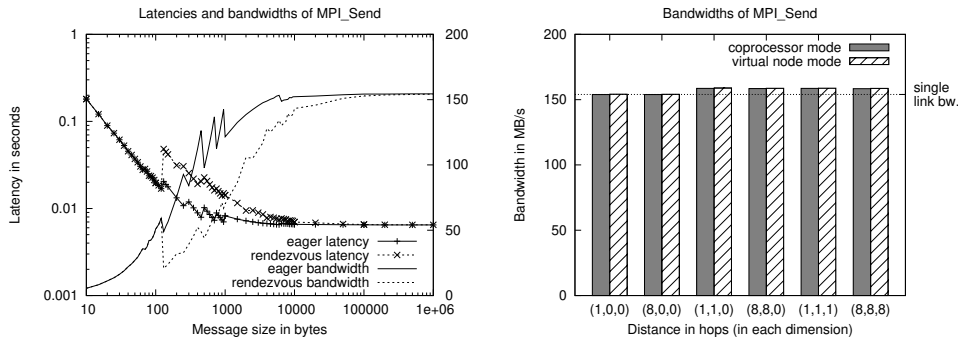 Latencies and bandwidths of MPI_Send
1
0.1
0.01
0.001
Latency in seconds
200
150
100
50
0
eager latency
rendezvous latency
eager bandwidth
rendezvous bandwidth
10 100 1000 10000 100000 1e+06
Message size in bytes
Bandwidths of MPI_Send
200
150
100
50
0
Bandwidth in MB/s
coprocessor mode
virtual node mode
single
link bw.
(1,0,0) (8,0,0) (1,1,0) (8,8,0) (1,1,1) (8,8,8)
Distance in hops (in each dimension)